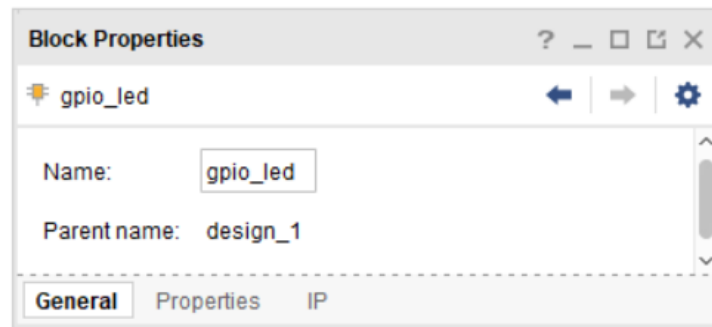 Block Properties ?
gpio_led
Name: gpio_led
Parent name: design_1
General Properties IP